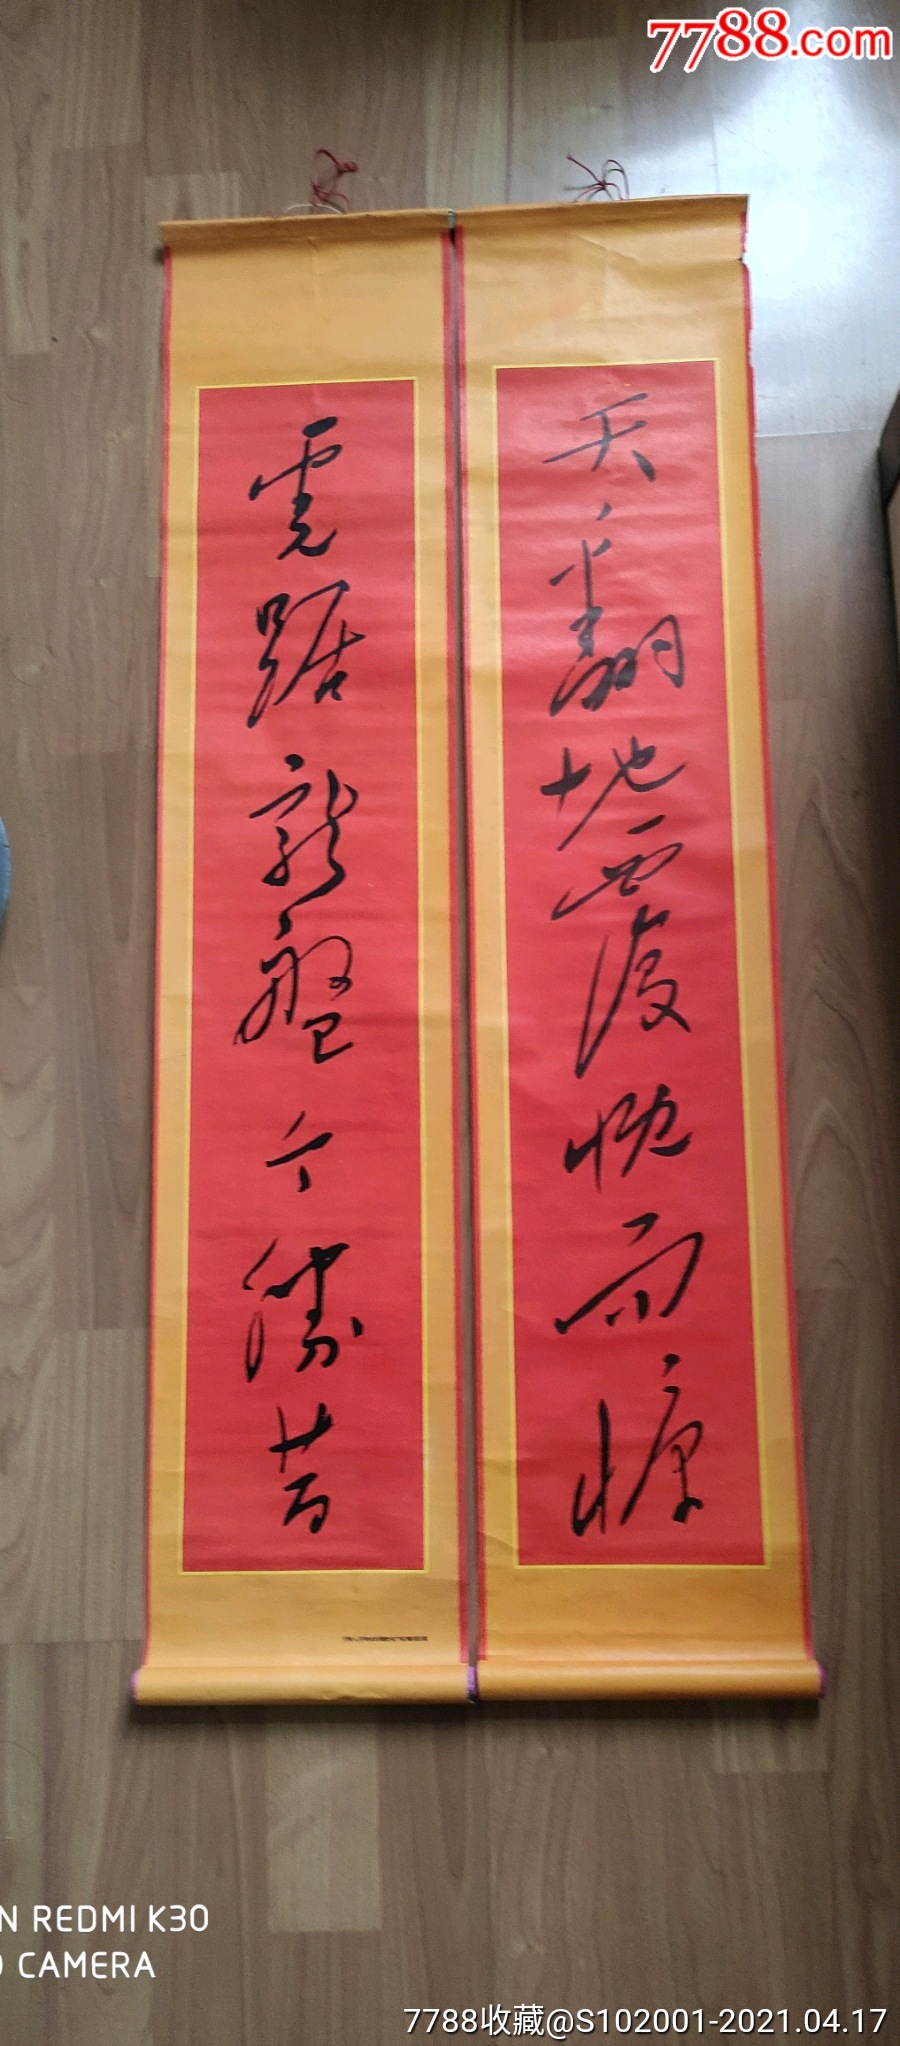 7788.com
天翻地覆慨而慷
虎踞龍盤今勝昔
N REDMI K30
CAMERA
7788收藏@S102001-2021.04.17